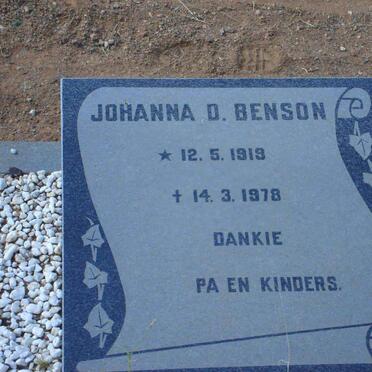 JOHANNA D. BENSON
★ 12. 5. 1919
✝ 14. 3. 1978
DANKIE
PA EN KINDERS.